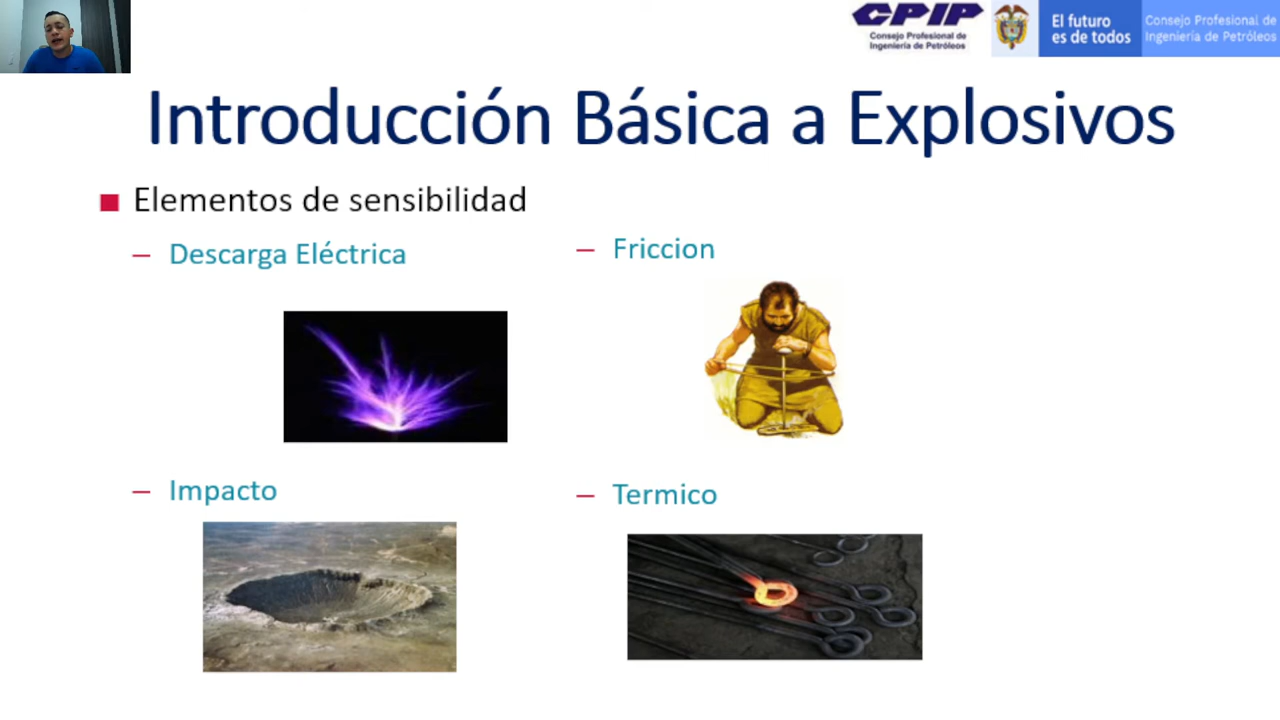 CPIP
Consejo Profesional de
Ingeniería de Petróleos
El futuro
es de todos
Consejo Profesional de
Ingeniería de Petróleos
Introducción Básica a Explosivos
Elementos de sensibilidad
– Descarga Eléctrica
– Friccion
– Impacto
– Termico